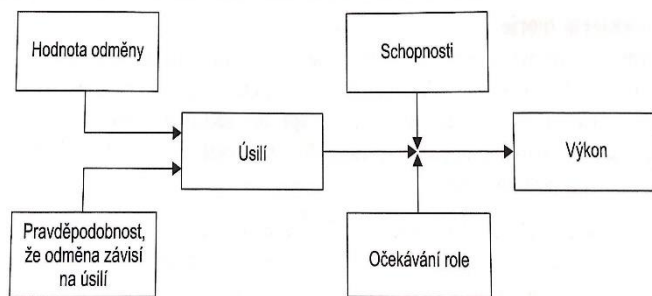 Hodnota odměny
Schopnosti
Úsilí
Výkon
Pravděpodobnost,
že odměna závisí
na úsilí
Očekávání role